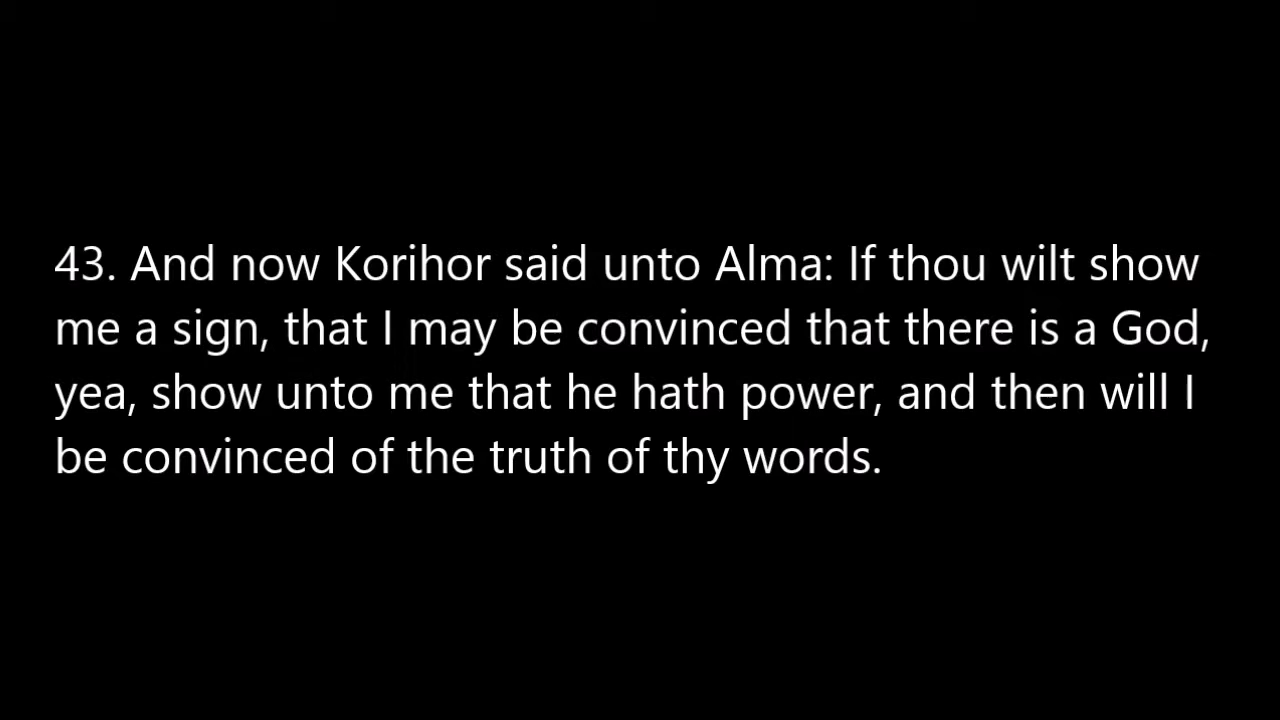 43. And now Korihor said unto Alma: If thou wilt show
me a sign, that I may be convinced that there is a God,
yea, show unto me that he hath power, and then will I
be convinced of the truth of thy words.